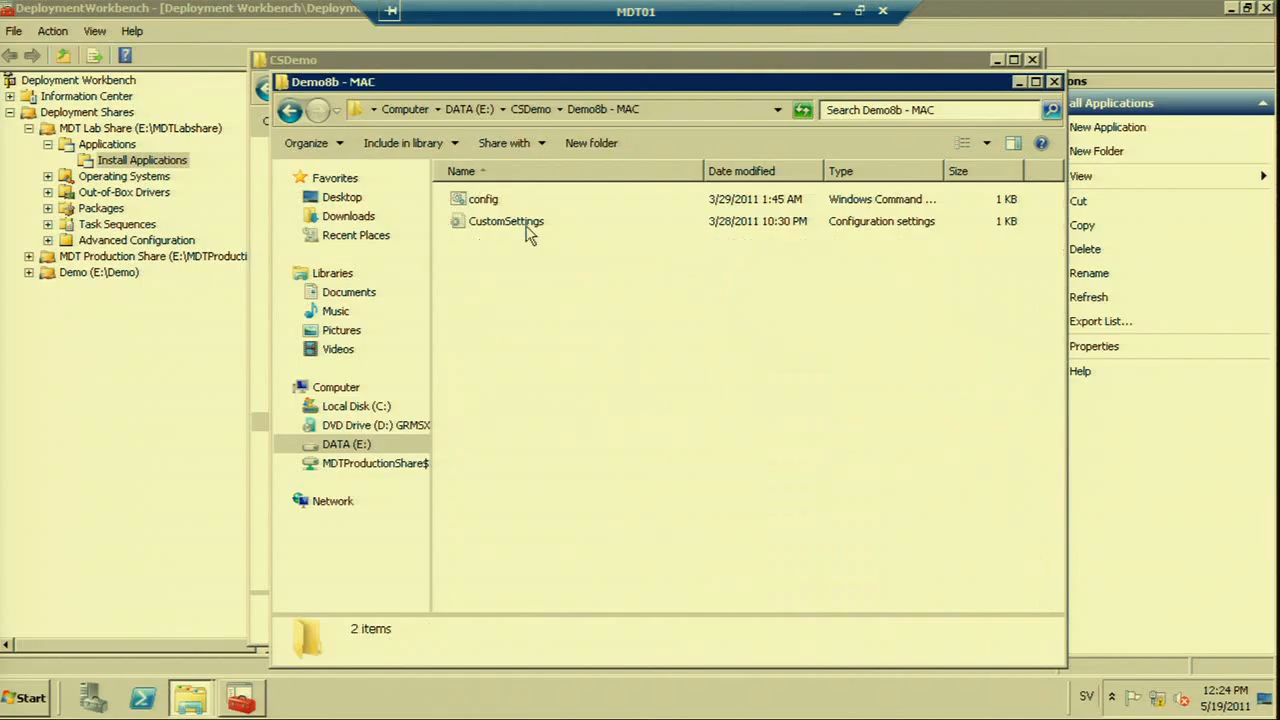 DeploymentWorkbench - [Deployment Workbench\Deployme
MDT01
File Action View Help
Deployment Workbench
Information Center
Deployment Shares
MDT Lab Share (E:\MDTLabshare)
Applications
Install Applications
Operating Systems
Out-of-Box Drivers
Packages
Task Sequences
Advanced Configuration
MDT Production Share (E:\MDTProducti
Demo (E:\Demo)
CSDemo
Demo8b - MAC
Computer DATA (E:) CSDemo Demo8b - MAC
Search Demo8b - MAC
Organize Include in library Share with New folder
Favorites
Desktop
Downloads
Recent Places
Libraries
Documents
Music
Pictures
Videos
Computer
Local Disk (C:)
DVD Drive (D:) GRMSX
DATA (E:)
MDTProductionShare$
Network
Name Date modified Type Size
config 3/29/2011 1:45 AM Windows Command ... 1 KB
CustomSettings 3/28/2011 10:30 PM Configuration settings 1 KB
2 items
ons
all Applications
New Application
New Folder
View
Cut
Copy
Delete
Rename
Refresh
Export List...
Properties
Help
Start
SV
12:24 PM
5/19/2011